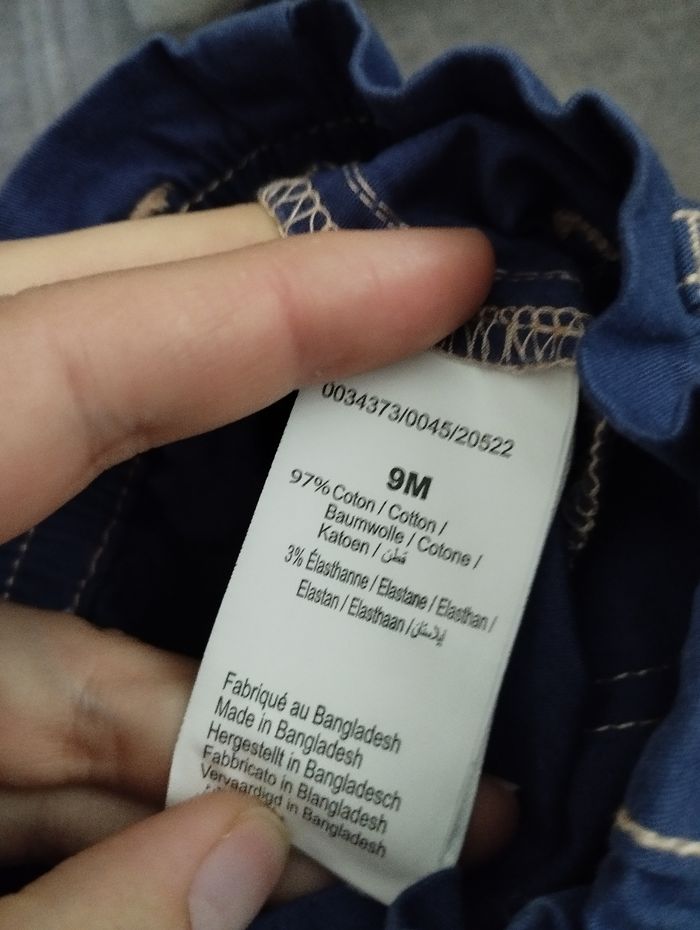 0034373/0045/20522
9M
97% Coton / Cotton /
Baumwolle / Cotone /
Katoen / قطن
3% Élasthanne / Elastane / Elasthan /
Elastan / Elasthaan / إيلاستان
Fabriqué au Bangladesh
Made in Bangladesh
Hergestellt in Bangladesch
Fabbricato in Blangladesh
Vervaardigd in Bangladesh